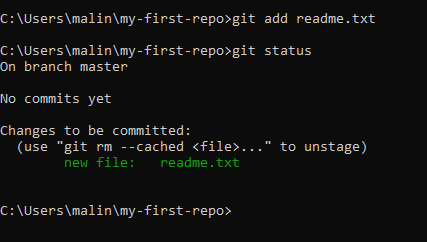 C:\Users\malin\my-first-repo>git add readme.txt
C:\Users\malin\my-first-repo>git status
On branch master
No commits yet
Changes to be committed:
  (use "git rm --cached <file>..." to unstage)
        new file:   readme.txt
C:\Users\malin\my-first-repo>